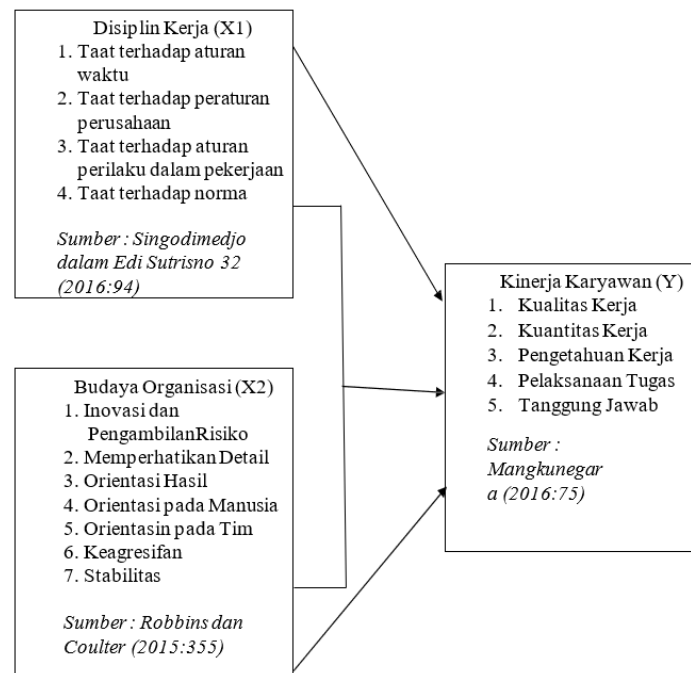 Disiplin Kerja (X1)
1. Taat terhadap aturan
waktu
2. Taat terhadap peraturan
perusahaan
3. Taat terhadap aturan
perilaku dalam pekerjaan
4. Taat terhadap norma
Sumber : Singodimedjo
dalam Edi Sutrisno 32
(2016:94)
Budaya Organisasi (X2)
1. Inovasi dan
PengambilanRisiko
2. Memperhatikan Detail
3. Orientasi Hasil
4. Orientasi pada Manusia
5. Orientasin pada Tim
6. Keagresifan
7. Stabilitas
Sumber : Robbins dan
Coulter (2015:355)
Kinerja Karyawan (Y)
1. Kualitas Kerja
2. Kuantitas Kerja
3. Pengetahuan Kerja
4. Pelaksanaan Tugas
5. Tanggung Jawab
Sumber :
Mangkunegar
a (2016:75)